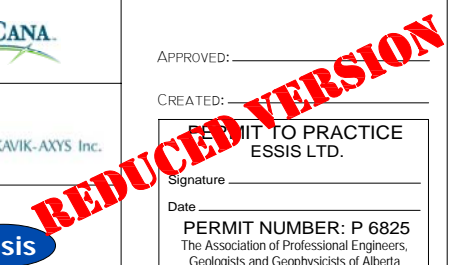 CANA
APPROVED:
CREATED:
REDUCED VERSION
KAVIK-AXYS Inc.
PERMIT TO PRACTICE
ESSIS LTD.
Signature
Date
PERMIT NUMBER: P 6825
The Association of Professional Engineers,
Geologists and Geophysicists of Alberta
sis